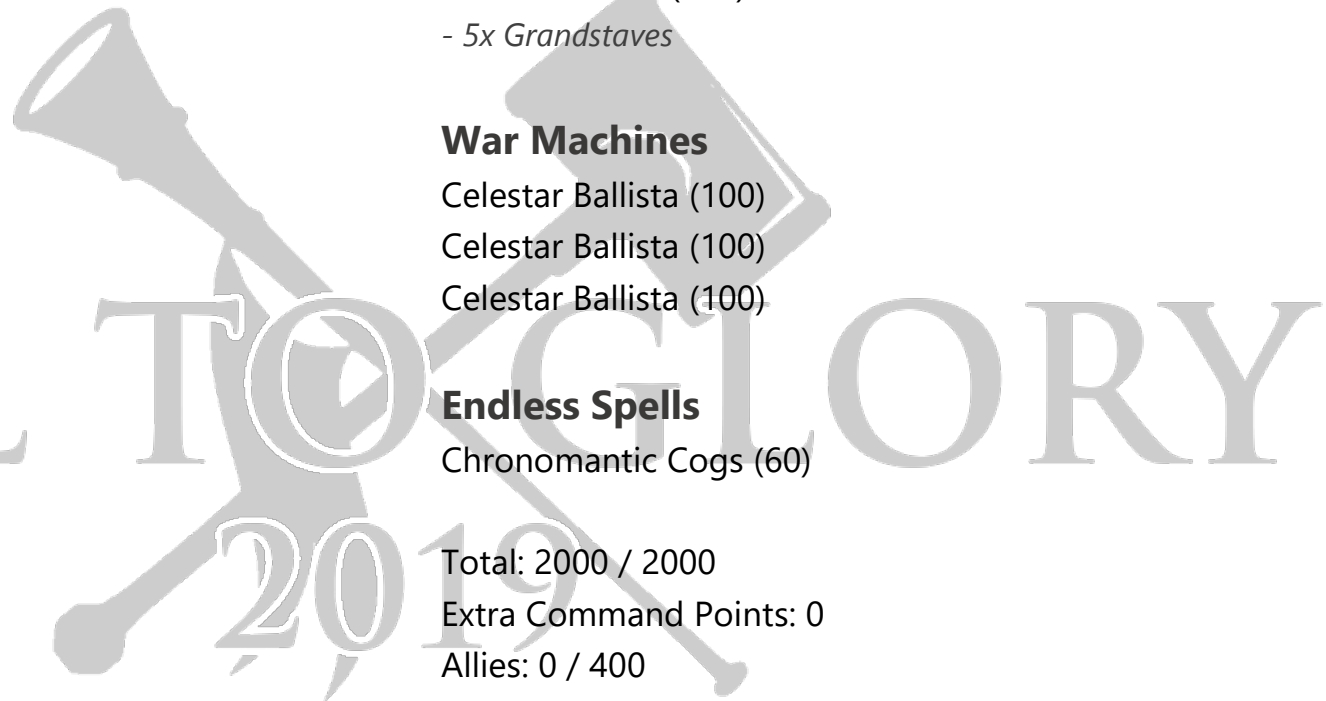 - 5x Grandstaves
War Machines
Celestar Ballista (100)
Celestar Ballista (100)
Celestar Ballista (100)
TO GLORY
Endless Spells
Chronomantic Cogs (60)
2019
Total: 2000 / 2000
Extra Command Points: 0
Allies: 0 / 400